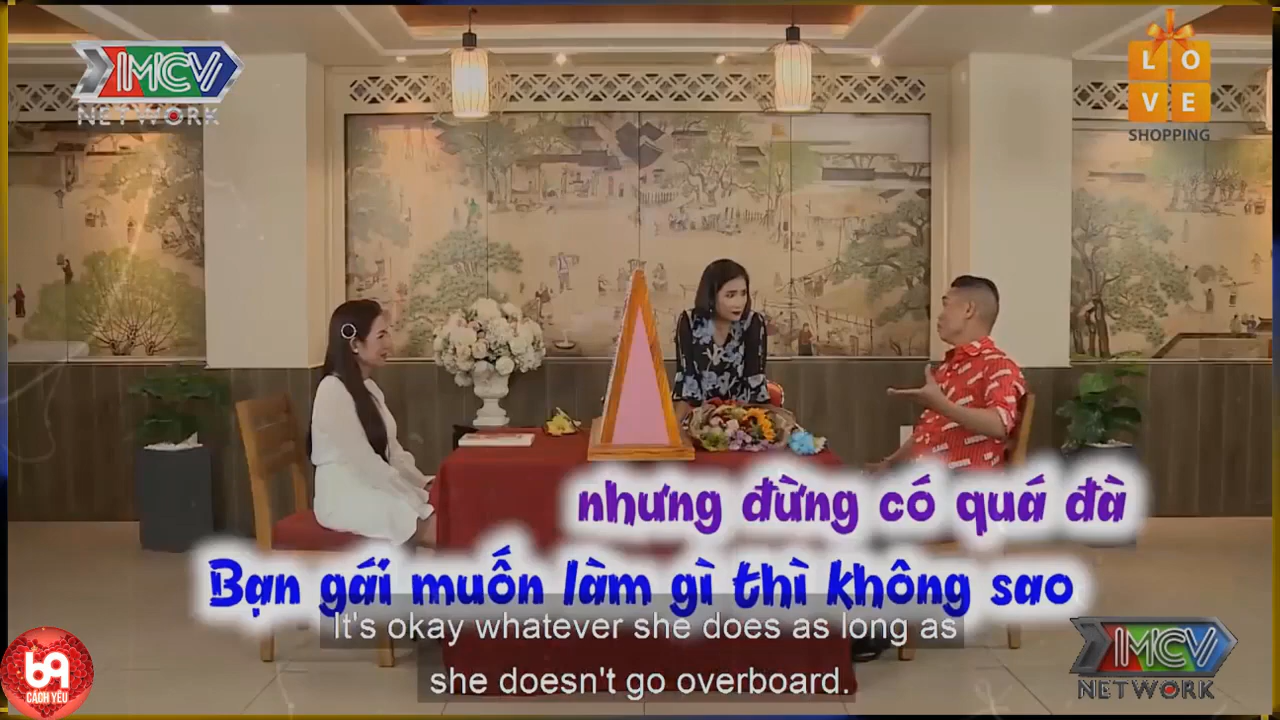 MCV
NETWORK
L O
V E
SHOPPING
nhưng đừng có quá đà
Bạn gái muốn làm gì thì không sao
It's okay whatever she does as long as
she doesn't go overboard.
69
CÁCH YÊU
MCV
NETWORK